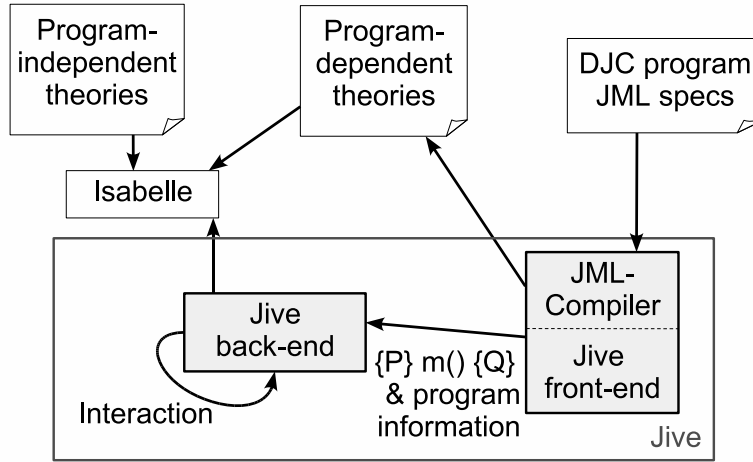 Program-
independent
theories
Program-
dependent
theories
DJC program
JML specs
Isabelle
JML-
Compiler
Jive
back-end
Jive
front-end
{P} m() {Q}
& program
information
Interaction
Jive